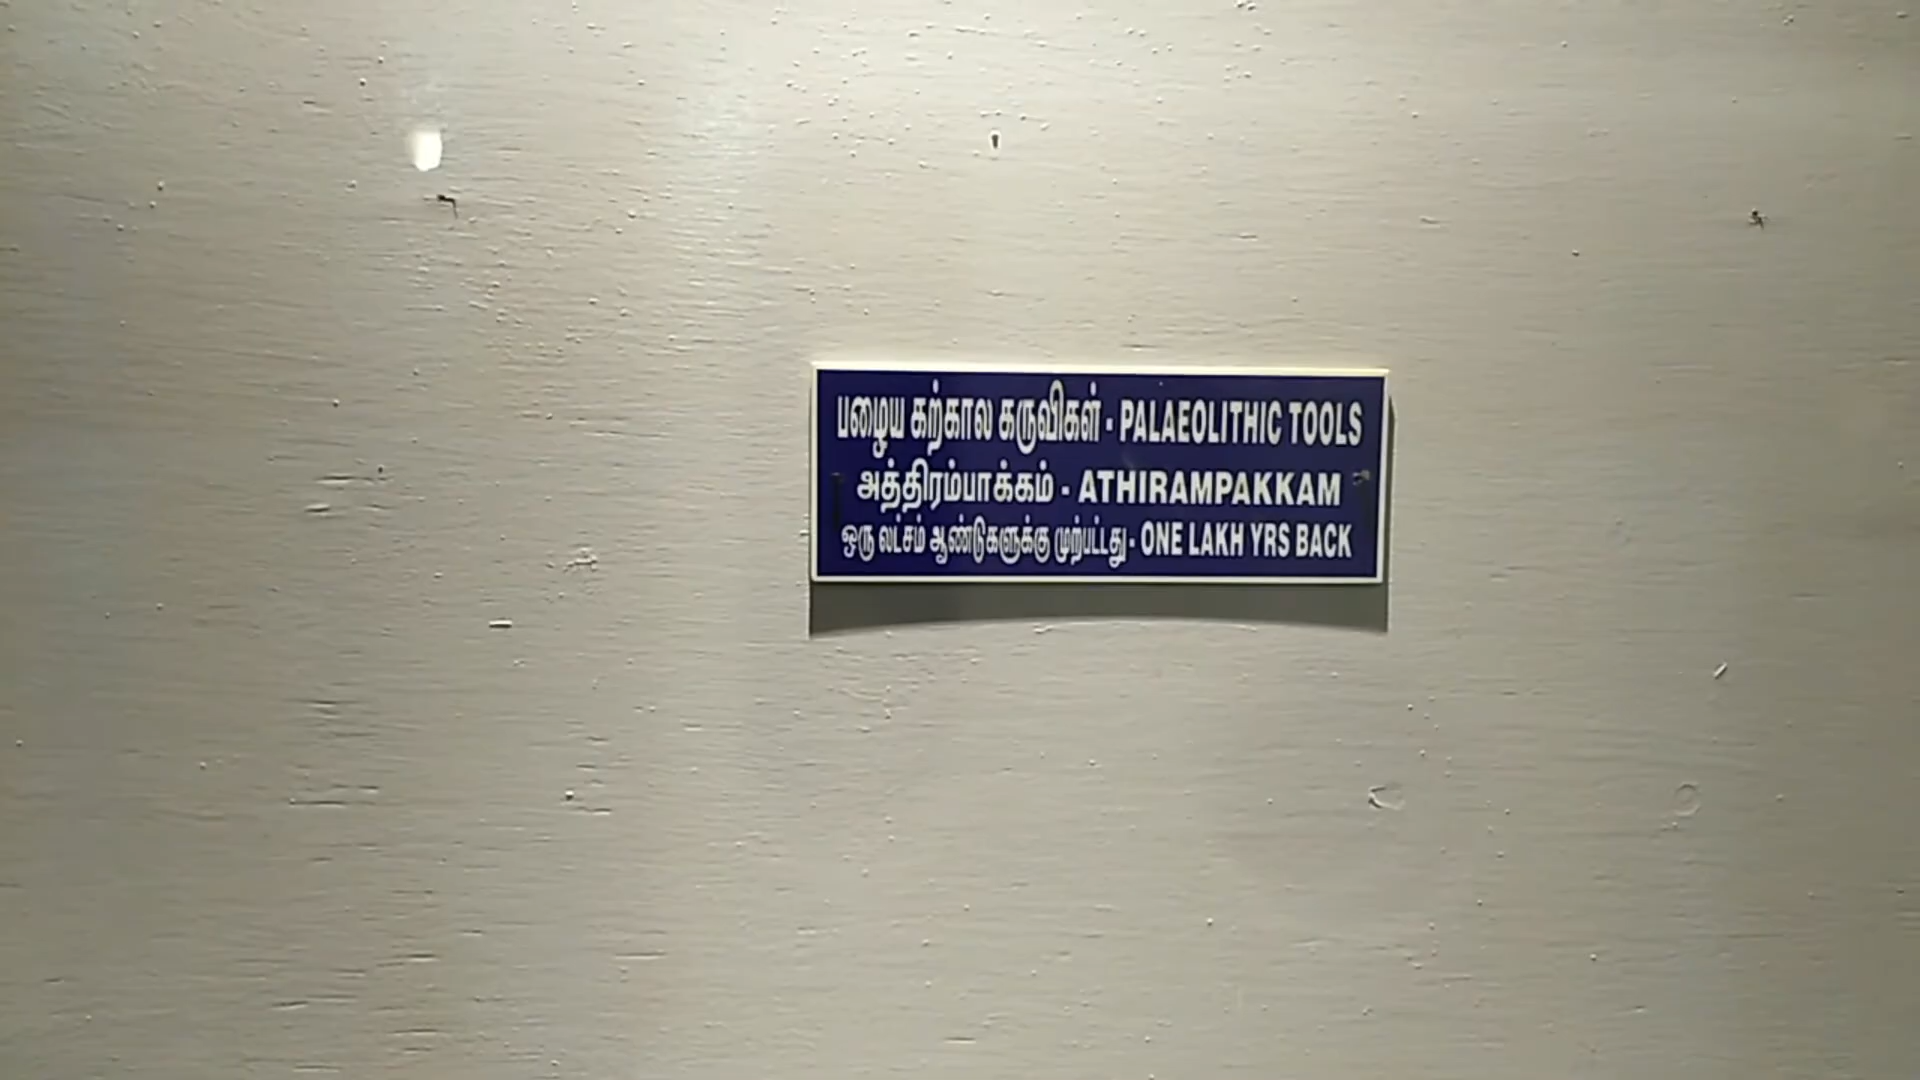 பழைய கற்கால கருவிகள் - PALAEOLITHIC TOOLS
அத்திரம்பாக்கம் - ATHIRAMPAKKAM
ஒரு லட்சம் ஆண்டுகளுக்கு முற்பட்டது - ONE LAKH YRS BACK